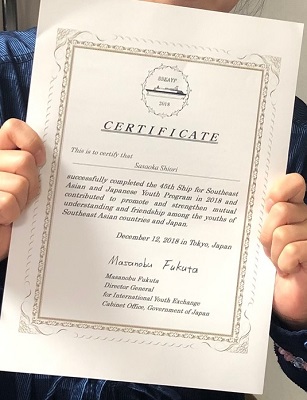 SSEAYP
2018
CERTIFICATE
This is to certify that
Sasaoka Shiori
successfully completed the 45th Ship for Southeast
Asian and Japanese Youth Program in 2018 and
contributed to promote and strengthen mutual
understanding and friendship among the youths of
Southeast Asian countries and Japan.
December 12, 2018 in Tokyo, Japan
Masanobu Fukuta
Masanobu Fukuta
Director General
for International Youth Exchange
Cabinet Office, Government of Japan